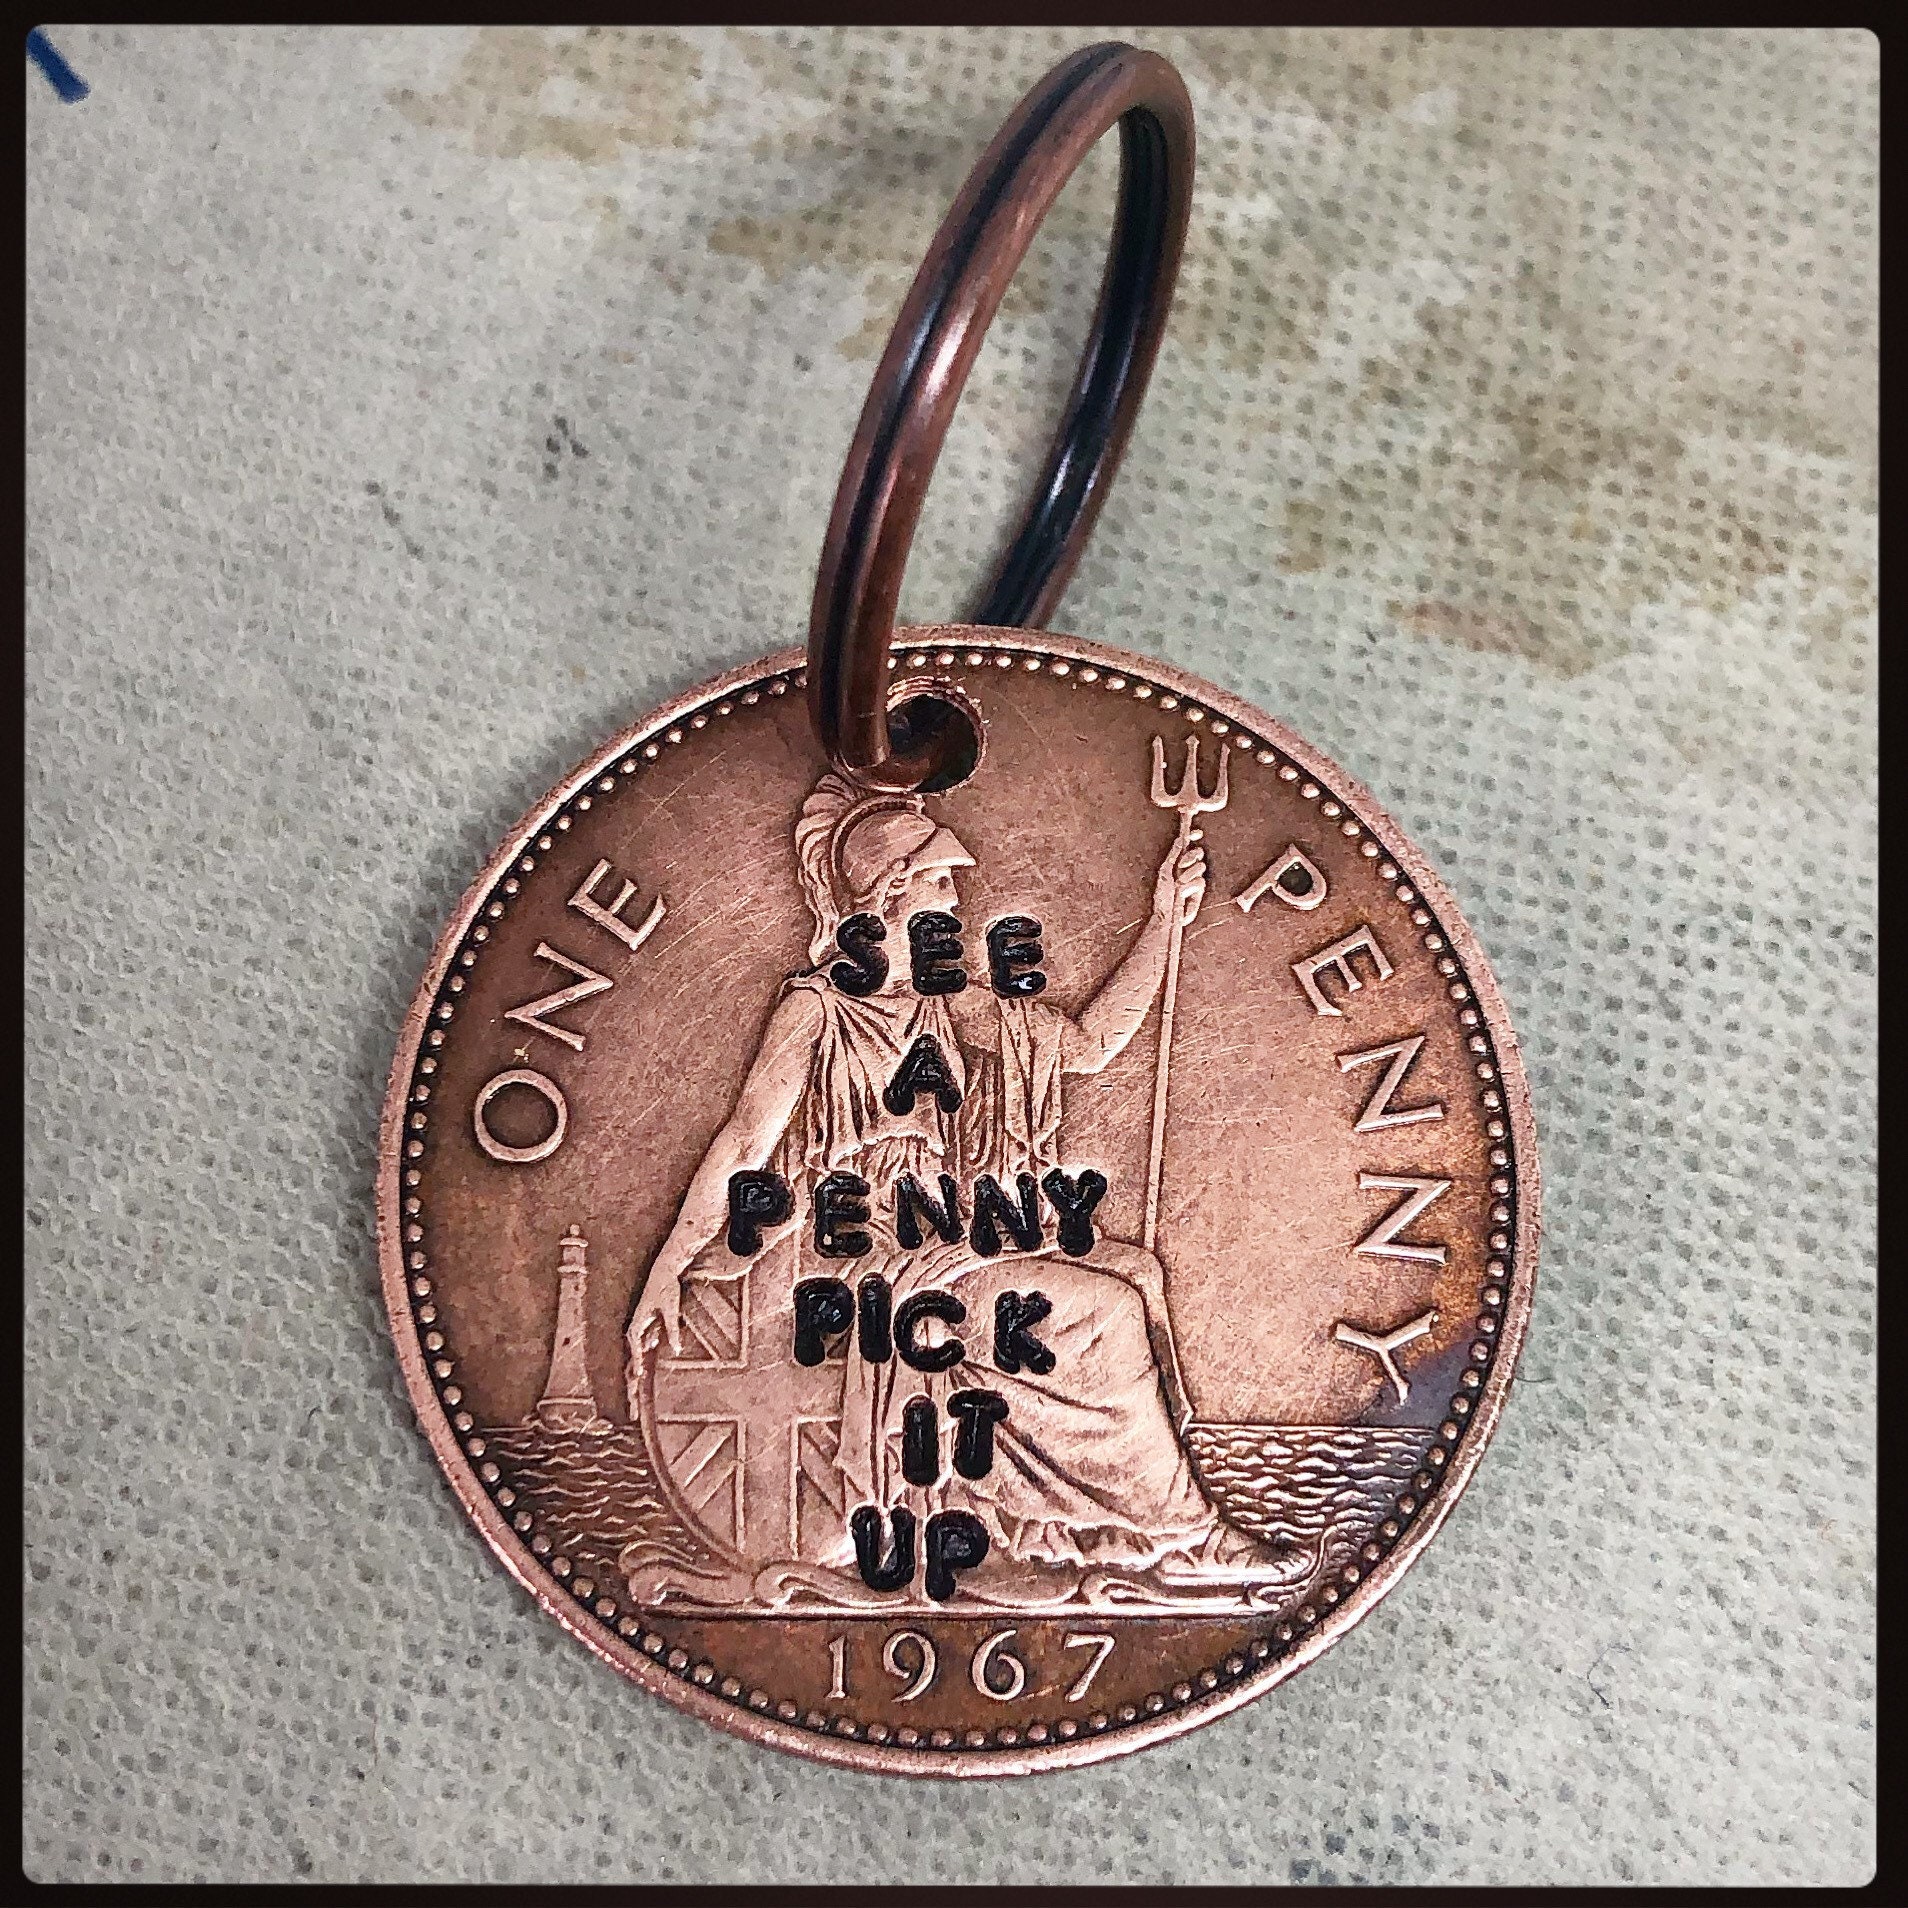 ONE PENNY
SEE
A
PENNY
PICK
IT
UP
1967